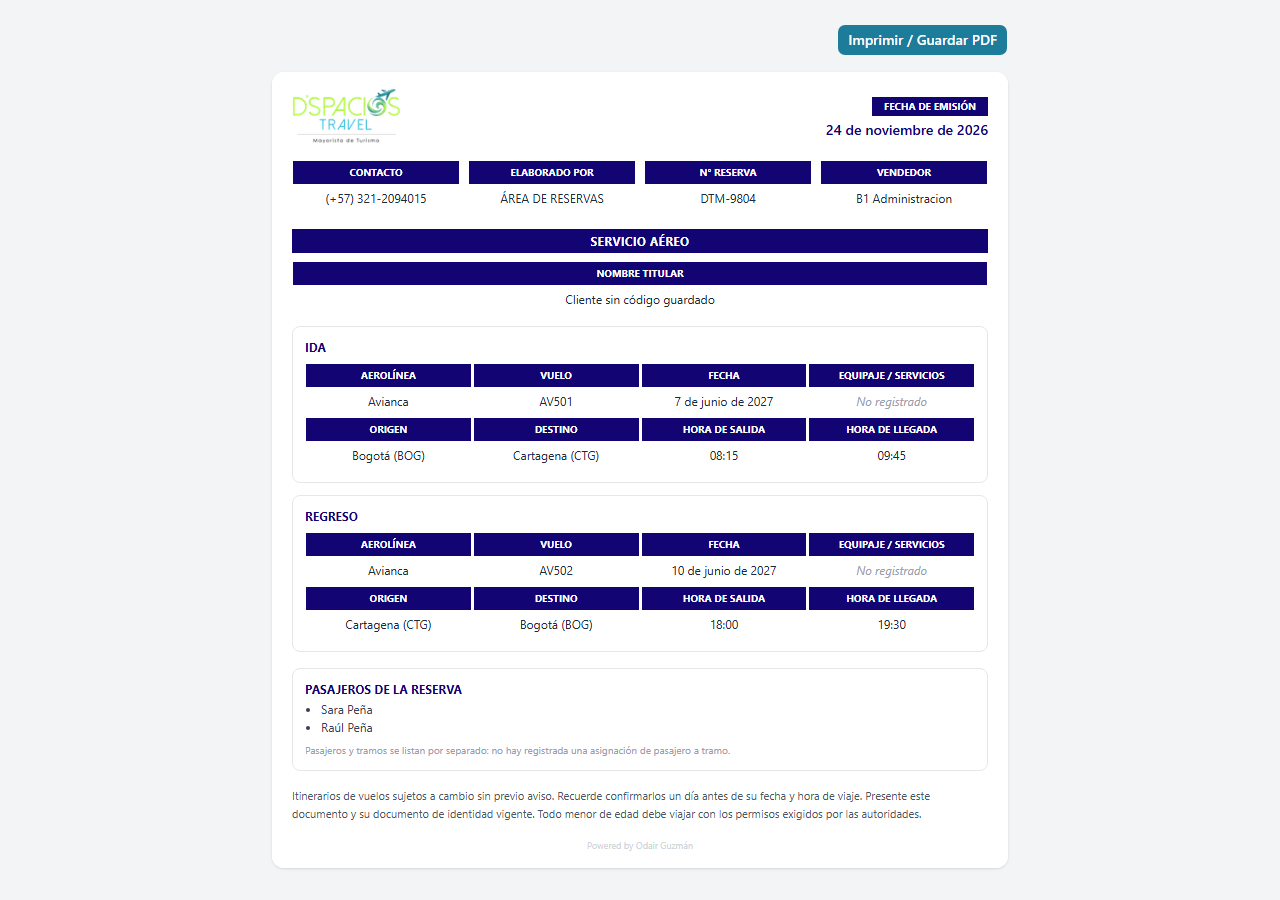 Imprimir / Guardar PDF
D'SPACIOS
TRAVEL
Mayorista de Turismo
FECHA DE EMISIÓN
24 de noviembre de 2026
CONTACTO ELABORADO POR N° RESERVA VENDEDOR
(+57) 321-2094015 ÁREA DE RESERVAS DTM-9804 B1 Administracion
SERVICIO AÉREO
NOMBRE TITULAR
Cliente sin código guardado
IDA
AEROLÍNEA VUELO FECHA EQUIPAJE / SERVICIOS
Avianca AV501 7 de junio de 2027 No registrado
ORIGEN DESTINO HORA DE SALIDA HORA DE LLEGADA
Bogotá (BOG) Cartagena (CTG) 08:15 09:45
REGRESO
AEROLÍNEA VUELO FECHA EQUIPAJE / SERVICIOS
Avianca AV502 10 de junio de 2027 No registrado
ORIGEN DESTINO HORA DE SALIDA HORA DE LLEGADA
Cartagena (CTG) Bogotá (BOG) 18:00 19:30
PASAJEROS DE LA RESERVA
• Sara Peña
• Raúl Peña
Pasajeros y tramos se listan por separado: no hay registrada una asignación de pasajero a tramo.
Itinerarios de vuelos sujetos a cambio sin previo aviso. Recuerde confirmarlos un día antes de su fecha y hora de viaje. Presente este
documento y su documento de identidad vigente. Todo menor de edad debe viajar con los permisos exigidos por las autoridades.
Powered by Odair Guzmán